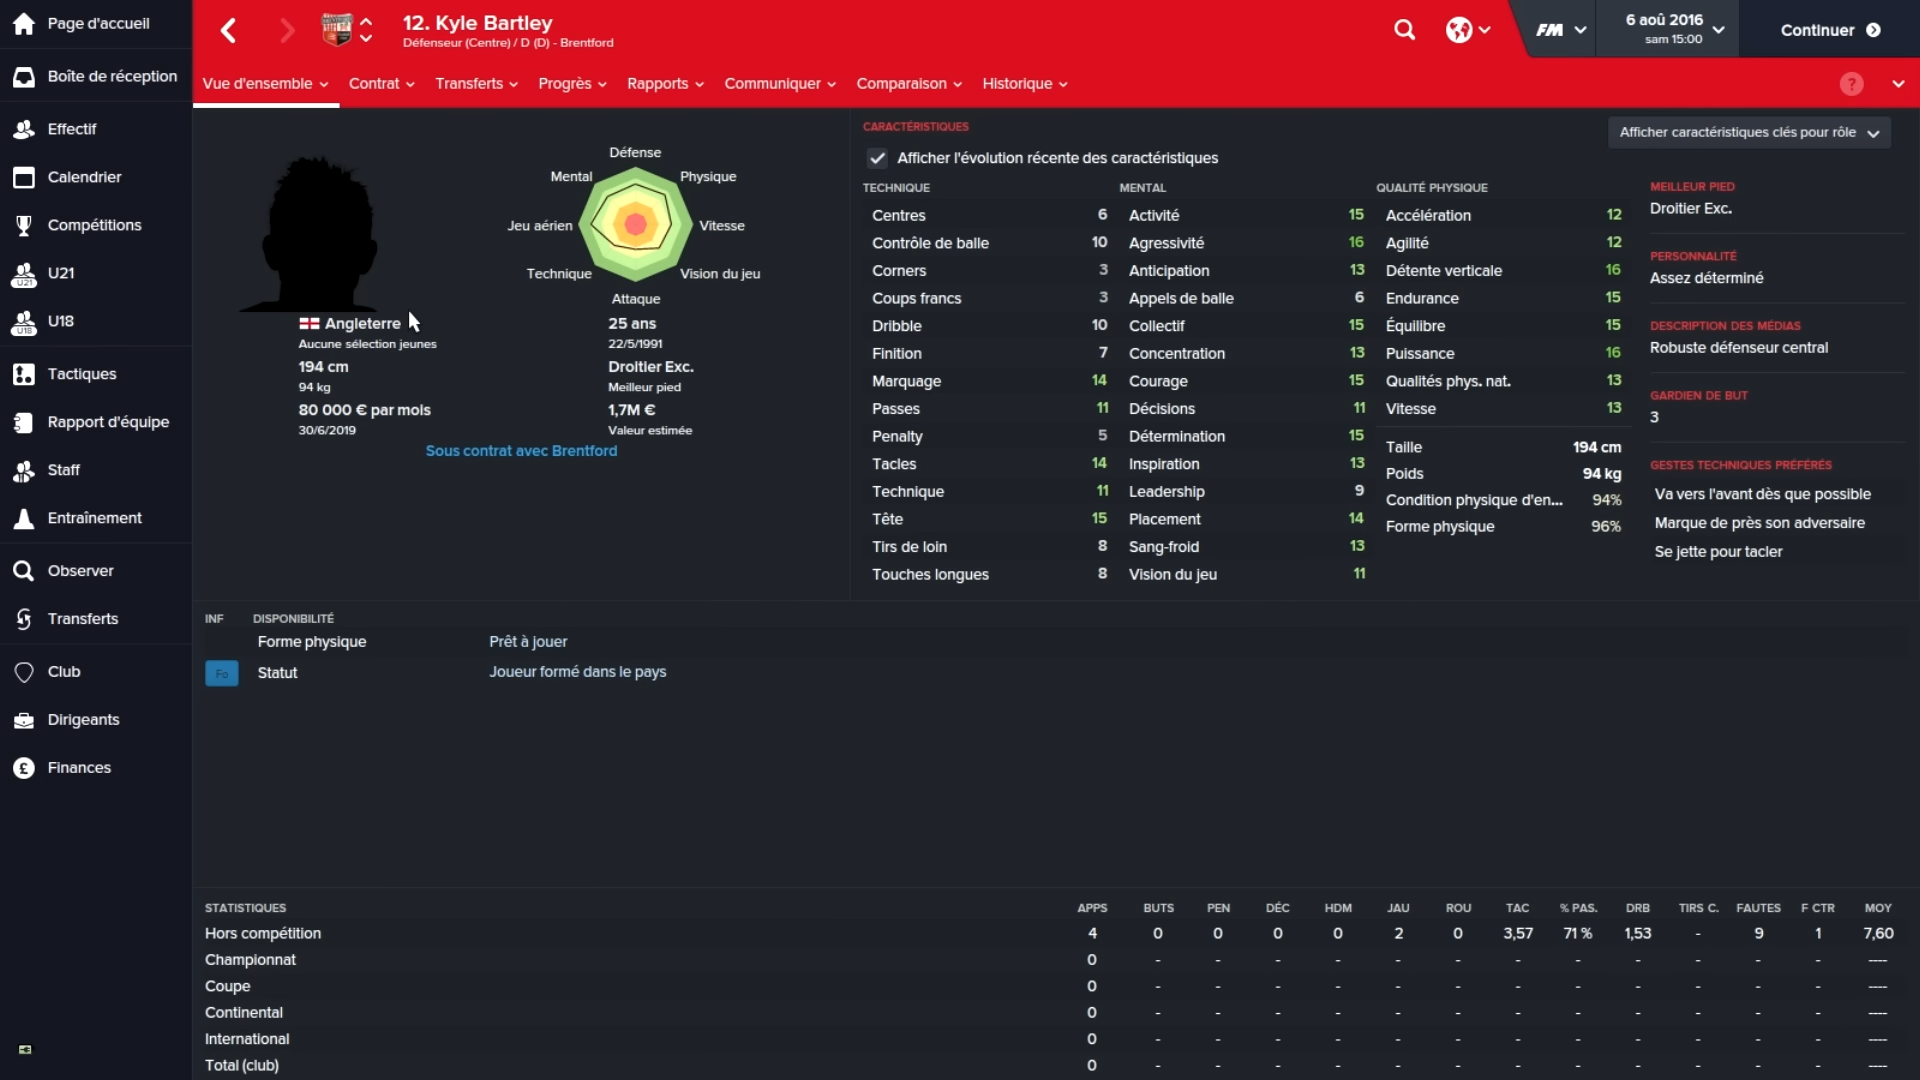 Page d'accueil
Boîte de réception
Effectif
Calendrier
Compétitions
U21
U21
U18
U18
Tactiques
Rapport d'équipe
Staff
Entraînement
Observer
Transferts
Club
Dirigeants
Finances
12. Kyle Bartley
Défenseur (Centre) / D (D) - Brentford
FM
6 aoû 2016
sam 15:00
Continuer
Vue d'ensemble Contrat Transferts Progrès Rapports Communiquer Comparaison Historique ?
Défense
Mental Physique
Jeu aérien Vitesse
Technique Vision du jeu
Attaque
Angleterre 25 ans
Aucune sélection jeunes 22/5/1991
194 cm Droitier Exc.
94 kg Meilleur pied
80 000 € par mois 1,7M €
30/6/2019 Valeur estimée
Sous contrat avec Brentford
CARACTÉRISTIQUES
Afficher caractéristiques clés pour rôle
Afficher l'évolution récente des caractéristiques
TECHNIQUE MENTAL QUALITÉ PHYSIQUE
Centres 6 Activité 15 Accélération 12
Contrôle de balle 10 Agressivité 16 Agilité 12
Corners 3 Anticipation 13 Détente verticale 16
Coups francs 3 Appels de balle 6 Endurance 15
Dribble 10 Collectif 15 Équilibre 15
Finition 7 Concentration 13 Puissance 16
Marquage 14 Courage 15 Qualités phys. nat. 13
Passes 11 Décisions 11 Vitesse 13
Penalty 5 Détermination 15 Taille 194 cm
Tacles 14 Inspiration 13 Poids 94 kg
Technique 11 Leadership 9 Condition physique d'en... 94%
Tête 15 Placement 14 Forme physique 96%
Tirs de loin 8 Sang-froid 13
Touches longues 8 Vision du jeu 11
MEILLEUR PIED
Droitier Exc.
PERSONNALITÉ
Assez déterminé
DESCRIPTION DES MÉDIAS
Robuste défenseur central
GARDIEN DE BUT
3
GESTES TECHNIQUES PRÉFÉRÉS
Va vers l'avant dès que possible
Marque de près son adversaire
Se jette pour tacler
INF DISPONIBILITÉ
Forme physique Prêt à jouer
Fo Statut Joueur formé dans le pays
STATISTIQUES APPS BUTS PEN DÉC HDM JAU ROU TAC % PAS. DRB TIRS C. FAUTES F CTR MOY
Hors compétition 4 0 0 0 0 2 0 3,57 71 % 1,53 - 9 1 7,60
Championnat 0 - - - - - - - - - - - - ----
Coupe 0 - - - - - - - - - - - - ----
Continental 0 - - - - - - - - - - - - ----
International 0 - - - - - - - - - - - - ----
Total (club) 0 - - - - - - - - - - - - ----